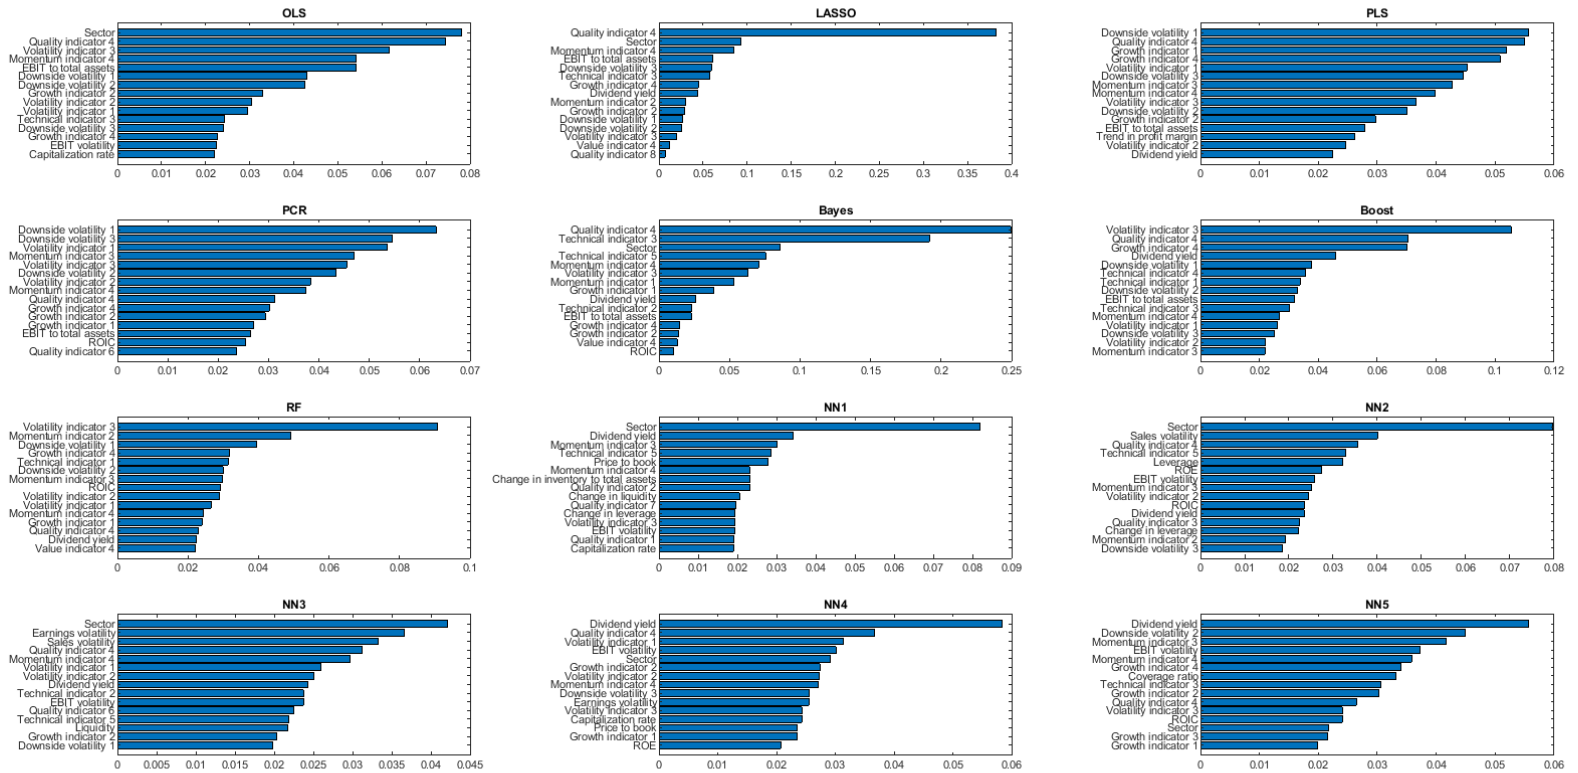 OLS
Sector
Quality indicator 4
Volatility indicator 3
Momentum indicator 4
EBIT to total assets
Downside volatility 1
Downside volatility 2
Growth indicator 2
Volatility indicator 2
Volatility indicator 1
Technical indicator 3
Downside volatility 3
Growth indicator 4
EBIT volatility
Capitalization rate
0 0.01 0.02 0.03 0.04 0.05 0.06 0.07 0.08
LASSO
Quality indicator 4
Sector
Momentum indicator 4
EBIT to total assets
Downside volatility 3
Technical indicator 3
Growth indicator 4
Dividend yield
Momentum indicator 2
Growth indicator 2
Downside volatility 1
Downside volatility 2
Volatility indicator 3
Value indicator 4
Quality indicator 8
0 0.05 0.1 0.15 0.2 0.25 0.3 0.35 0.4
PLS
Downside volatility 1
Quality indicator 4
Growth indicator 1
Growth indicator 4
Volatility indicator 1
Downside volatility 3
Momentum indicator 3
Momentum indicator 4
Volatility indicator 3
Downside volatility 2
Growth indicator 2
EBIT to total assets
Trend in profit margin
Volatility indicator 2
Dividend yield
0 0.01 0.02 0.03 0.04 0.05 0.06
PCR
Downside volatility 1
Downside volatility 3
Volatility indicator 1
Momentum indicator 3
Volatility indicator 3
Downside volatility 2
Volatility indicator 2
Momentum indicator 4
Quality indicator 4
Growth indicator 4
Growth indicator 2
Growth indicator 1
EBIT to total assets
ROIC
Quality indicator 6
0 0.01 0.02 0.03 0.04 0.05 0.06 0.07
Bayes
Quality indicator 4
Technical indicator 3
Sector
Technical indicator 5
Momentum indicator 4
Volatility indicator 3
Momentum indicator 1
Growth indicator 1
Dividend yield
Technical indicator 2
EBIT to total assets
Growth indicator 4
Growth indicator 2
Value indicator 4
ROIC
0 0.05 0.1 0.15 0.2 0.25
Boost
Volatility indicator 3
Quality indicator 4
Growth indicator 4
Dividend yield
Downside volatility 1
Technical indicator 4
Technical indicator 1
Downside volatility 2
EBIT to total assets
Technical indicator 3
Momentum indicator 4
Volatility indicator 1
Downside volatility 3
Volatility indicator 2
Momentum indicator 3
0 0.02 0.04 0.06 0.08 0.1 0.12
RF
Volatility indicator 3
Momentum indicator 2
Downside volatility 1
Growth indicator 4
Technical indicator 1
Downside volatility 2
Momentum indicator 3
ROIC
Volatility indicator 2
Volatility indicator 1
Momentum indicator 4
Growth indicator 1
Quality indicator 4
Dividend yield
Value indicator 4
0 0.02 0.04 0.06 0.08 0.1
NN1
Sector
Dividend yield
Momentum indicator 3
Technical indicator 5
Price to book
Momentum indicator 4
Change in inventory to total assets
Quality indicator 2
Change in liquidity
Quality indicator 7
Change in leverage
Volatility indicator 3
EBIT volatility
Quality indicator 1
Capitalization rate
0 0.01 0.02 0.03 0.04 0.05 0.06 0.07 0.08 0.09
NN2
Sector
Sales volatility
Quality indicator 4
Technical indicator 5
Leverage
ROE
EBIT volatility
Momentum indicator 3
Volatility indicator 2
ROIC
Dividend yield
Quality indicator 3
Change in leverage
Momentum indicator 2
Downside volatility 3
0 0.01 0.02 0.03 0.04 0.05 0.06 0.07 0.08
NN3
Sector
Earnings volatility
Sales volatility
Quality indicator 4
Momentum indicator 4
Volatility indicator 1
Volatility indicator 2
Dividend yield
Technical indicator 2
EBIT volatility
Quality indicator 6
Technical indicator 5
Liquidity
Growth indicator 2
Downside volatility 1
0 0.005 0.01 0.015 0.02 0.025 0.03 0.035 0.04 0.045
NN4
Dividend yield
Quality indicator 4
Volatility indicator 1
EBIT volatility
Sector
Growth indicator 2
Volatility indicator 2
Momentum indicator 4
Downside volatility 3
Earnings volatility
Volatility indicator 3
Capitalization rate
Price to book
Growth indicator 1
ROE
0 0.01 0.02 0.03 0.04 0.05 0.06
NN5
Dividend yield
Downside volatility 2
Momentum indicator 3
EBIT volatility
Momentum indicator 4
Growth indicator 4
Coverage ratio
Technical indicator 3
Growth indicator 2
Quality indicator 4
Volatility indicator 3
ROIC
Sector
Growth indicator 3
Growth indicator 1
0 0.01 0.02 0.03 0.04 0.05 0.06